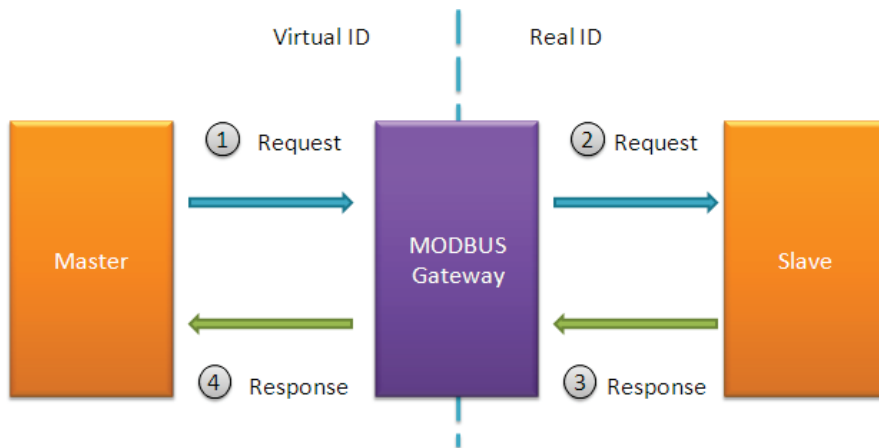 Virtual ID
Real ID
1 Request
2 Request
Master
MODBUS
Gateway
Slave
4 Response
3 Response